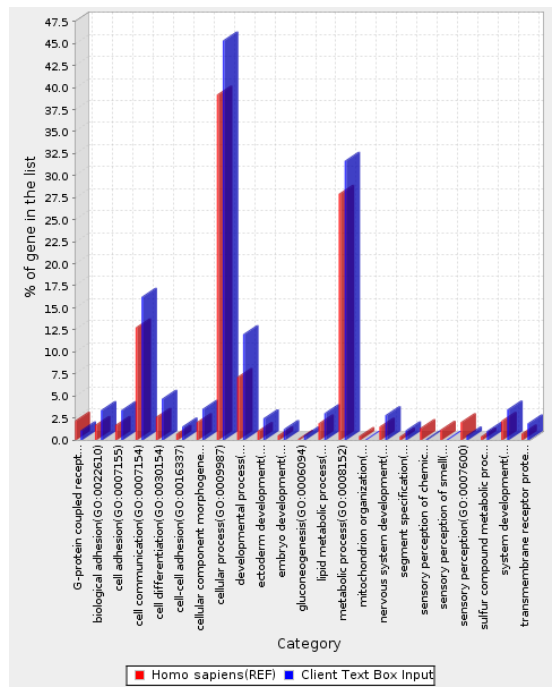 47.5
45.0
42.5
40.0
37.5
35.0
32.5
30.0
27.5
25.0
22.5
20.0
17.5
15.0
12.5
10.0
7.5
5.0
2.5
0.0
% of gene in the list
G-protein coupled recept...
biological adhesion(GO:0022610)
cell adhesion(GO:0007155)
cell communication(GO:0007154)
cell differentiation(GO:0030154)
cell-cell adhesion(GO:0016337)
cellular component morphogene...
cellular process(GO:0009987)
developmental process(...
ectoderm development(...
embryo development(...
gluconeogenesis(GO:0006094)
lipid metabolic process(...
metabolic process(GO:0008152)
mitochondrion organization(...
nervous system development(...
segment specification(...
sensory perception of chemic...
sensory perception of smell(...
sensory perception(GO:0007600)
sulfur compound metabolic proc...
system development(...
transmembrane receptor prote...
Category
Homo sapiens(REF) Client Text Box Input